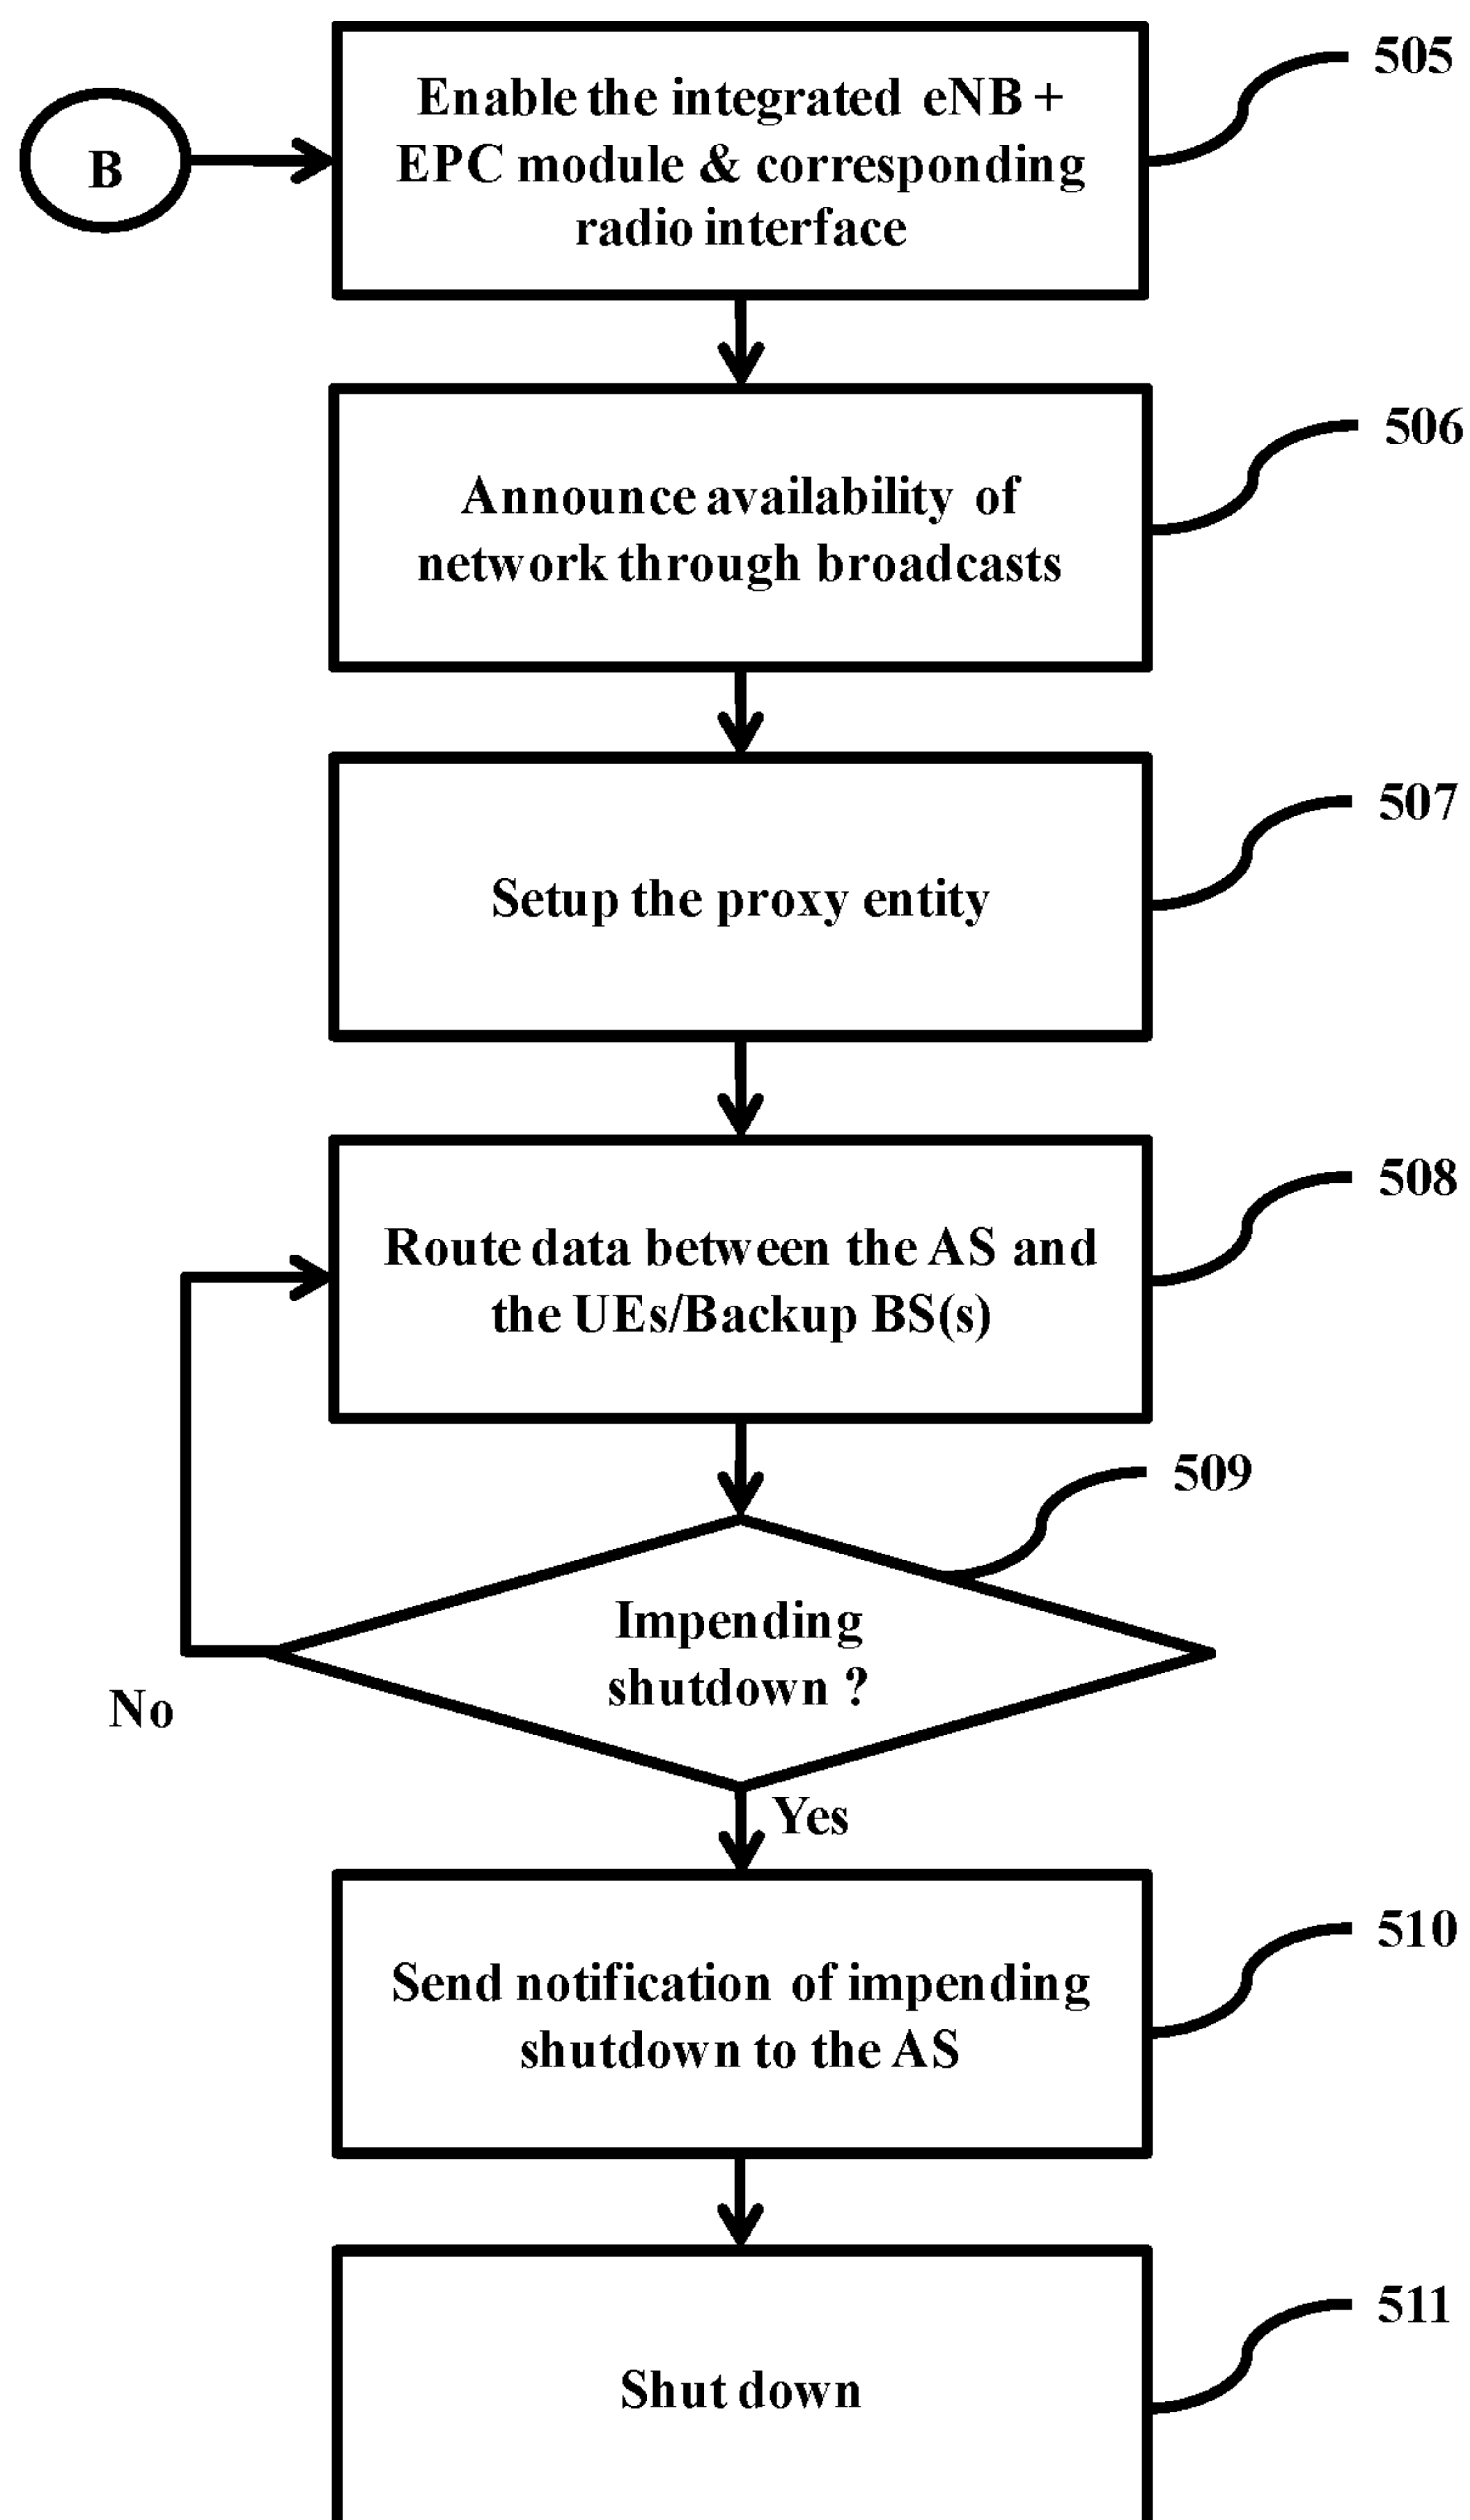 505
Enable the integrated eNB +
EPC module & corresponding
radio interface
B
506
Announce availability of
network through broadcasts
507
Setup the proxy entity
508
Route data between the AS and
the UEs/Backup BS(s)
509
Impending
shutdown ?
No
Yes
510
Send notification of impending
shutdown to the AS
511
Shut down